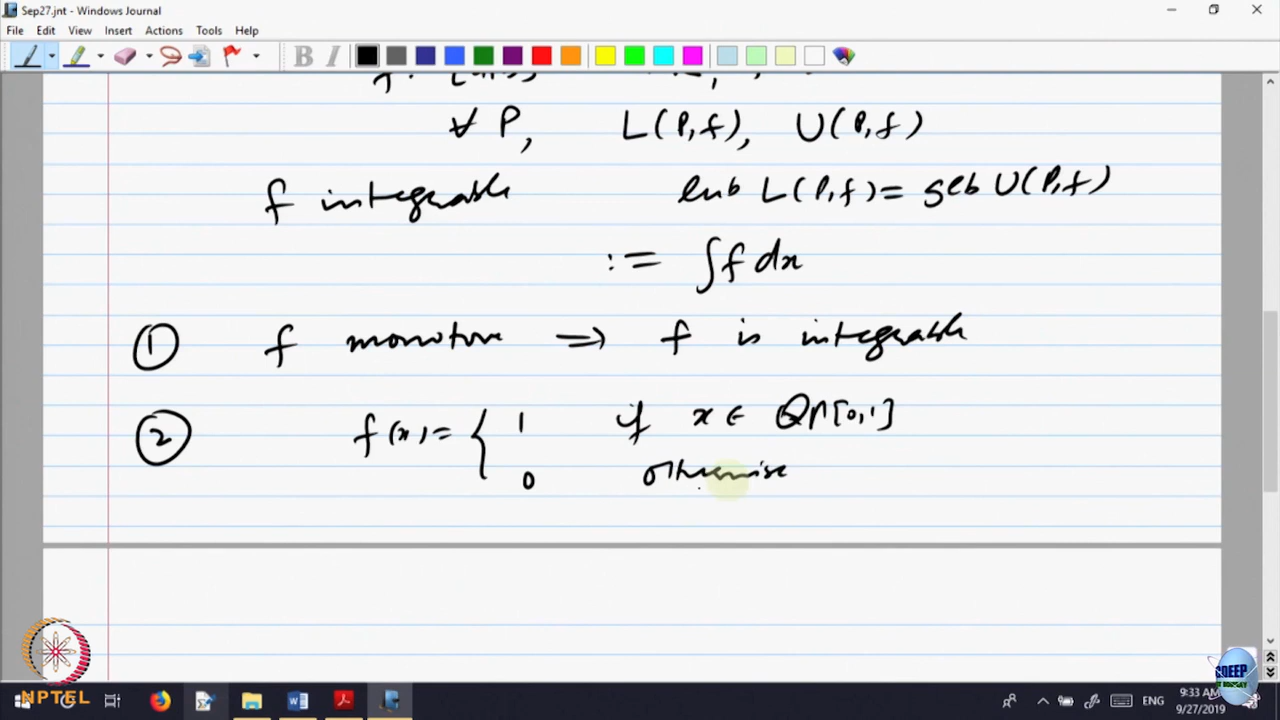 Sep27.jnt - Windows Journal
File Edit View Insert Actions Tools Help
B I
∀ P, L(P,f), U(P,f)
f integrable lub L(P,f) = glb U(P,f)
:= ∫f dx
① f monotone ⟹ f is integrable
② f(x) = { 1 if x ∈ Q∩[0,1]
0 otherwise
NPTEL
ENG
9:33 AM
9/27/2019